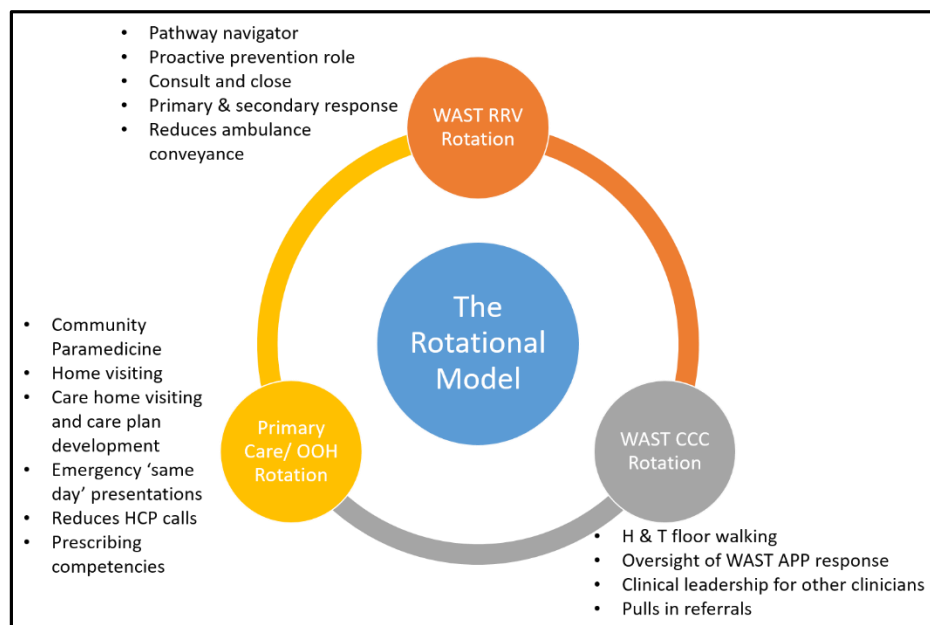 • Pathway navigator
• Proactive prevention role
• Consult and close
• Primary & secondary response
• Reduces ambulance
conveyance
WAST RRV
Rotation
The
Rotational
Model
• Community
Paramedicine
• Home visiting
• Care home visiting
and care plan
development
• Emergency ‘same
day’ presentations
• Reduces HCP calls
• Prescribing
competencies
Primary
Care/ OOH
Rotation
WAST CCC
Rotation
• H & T floor walking
• Oversight of WAST APP response
• Clinical leadership for other clinicians
• Pulls in referrals